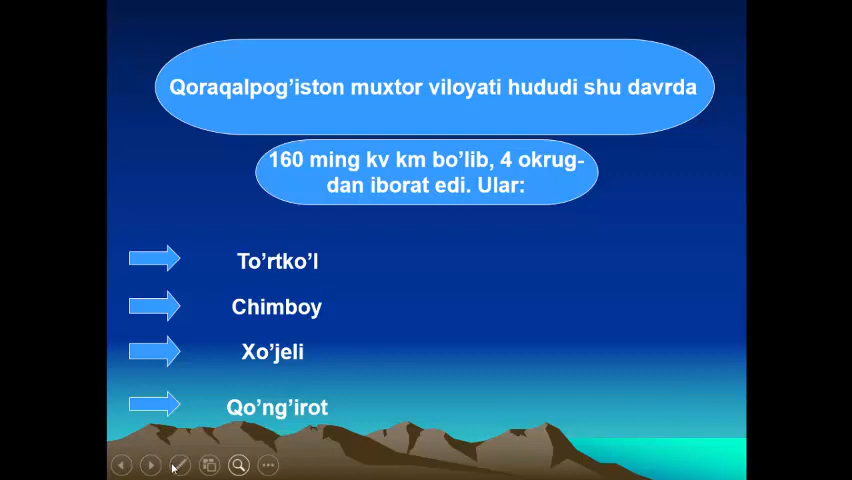 Qoraqalpog’iston muxtor viloyati hududi shu davrda
160 ming kv km bo’lib, 4 okrug-
dan iborat edi. Ular:
To’rtko’l
Chimboy
Xo’jeli
Qo’ng’irot